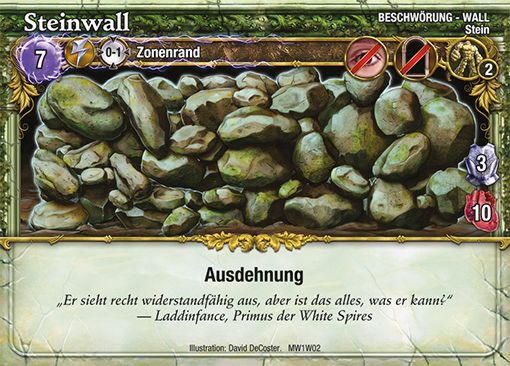 Steinwall
BESCHWÖRUNG - WALL
Stein
7
0-1
Zonenrand
2
3
10
Ausdehnung
„Er sieht recht widerstandfähig aus, aber ist das alles, was er kann?“
— Laddinfance, Primus der White Spires
Illustration: David DeCoster. MW1W02